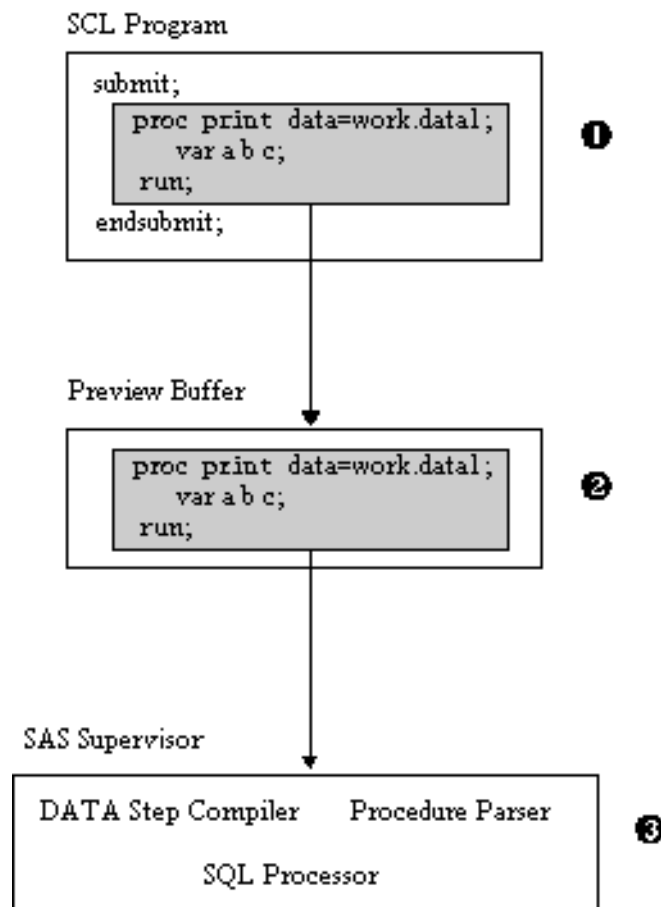 SCL Program
submit;
proc print data=work.data1;
var a b c;
run;
endsubmit;
❶
Preview Buffer
proc print data=work.data1;
var a b c;
run;
❷
SAS Supervisor
DATA Step Compiler Procedure Parser
SQL Processor
❸